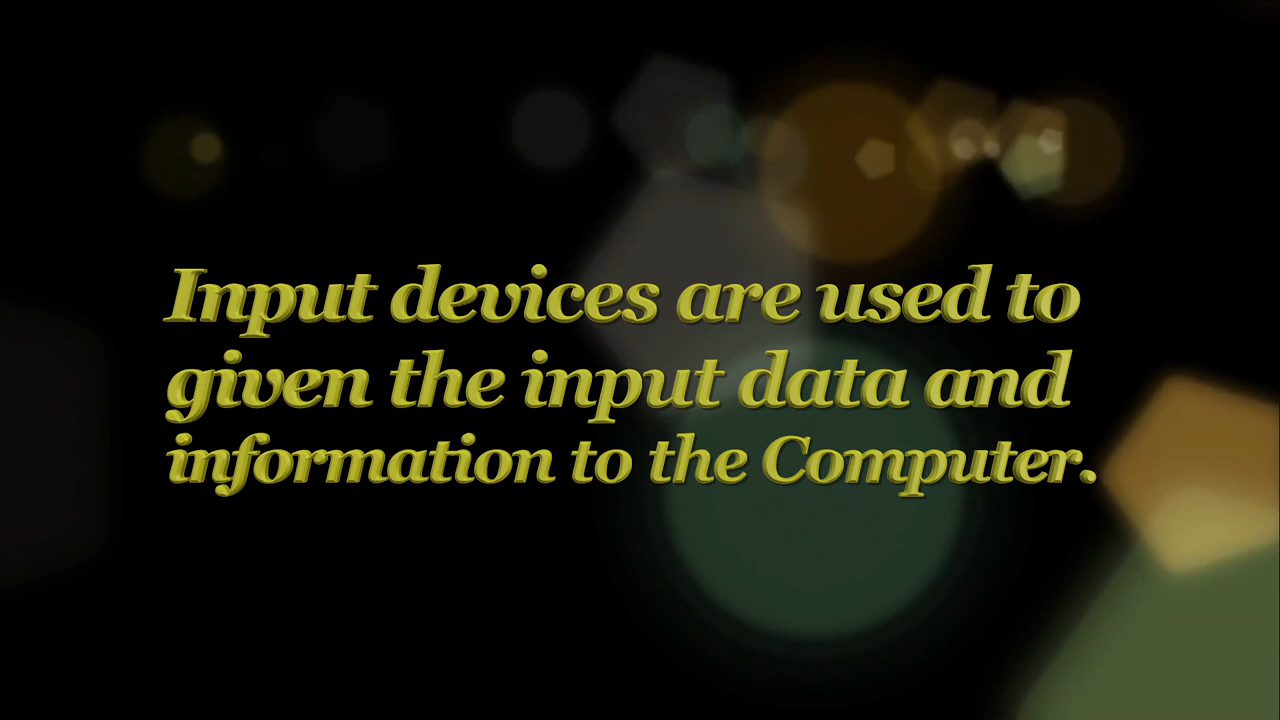 Input devices are used to
given the input data and
information to the Computer.